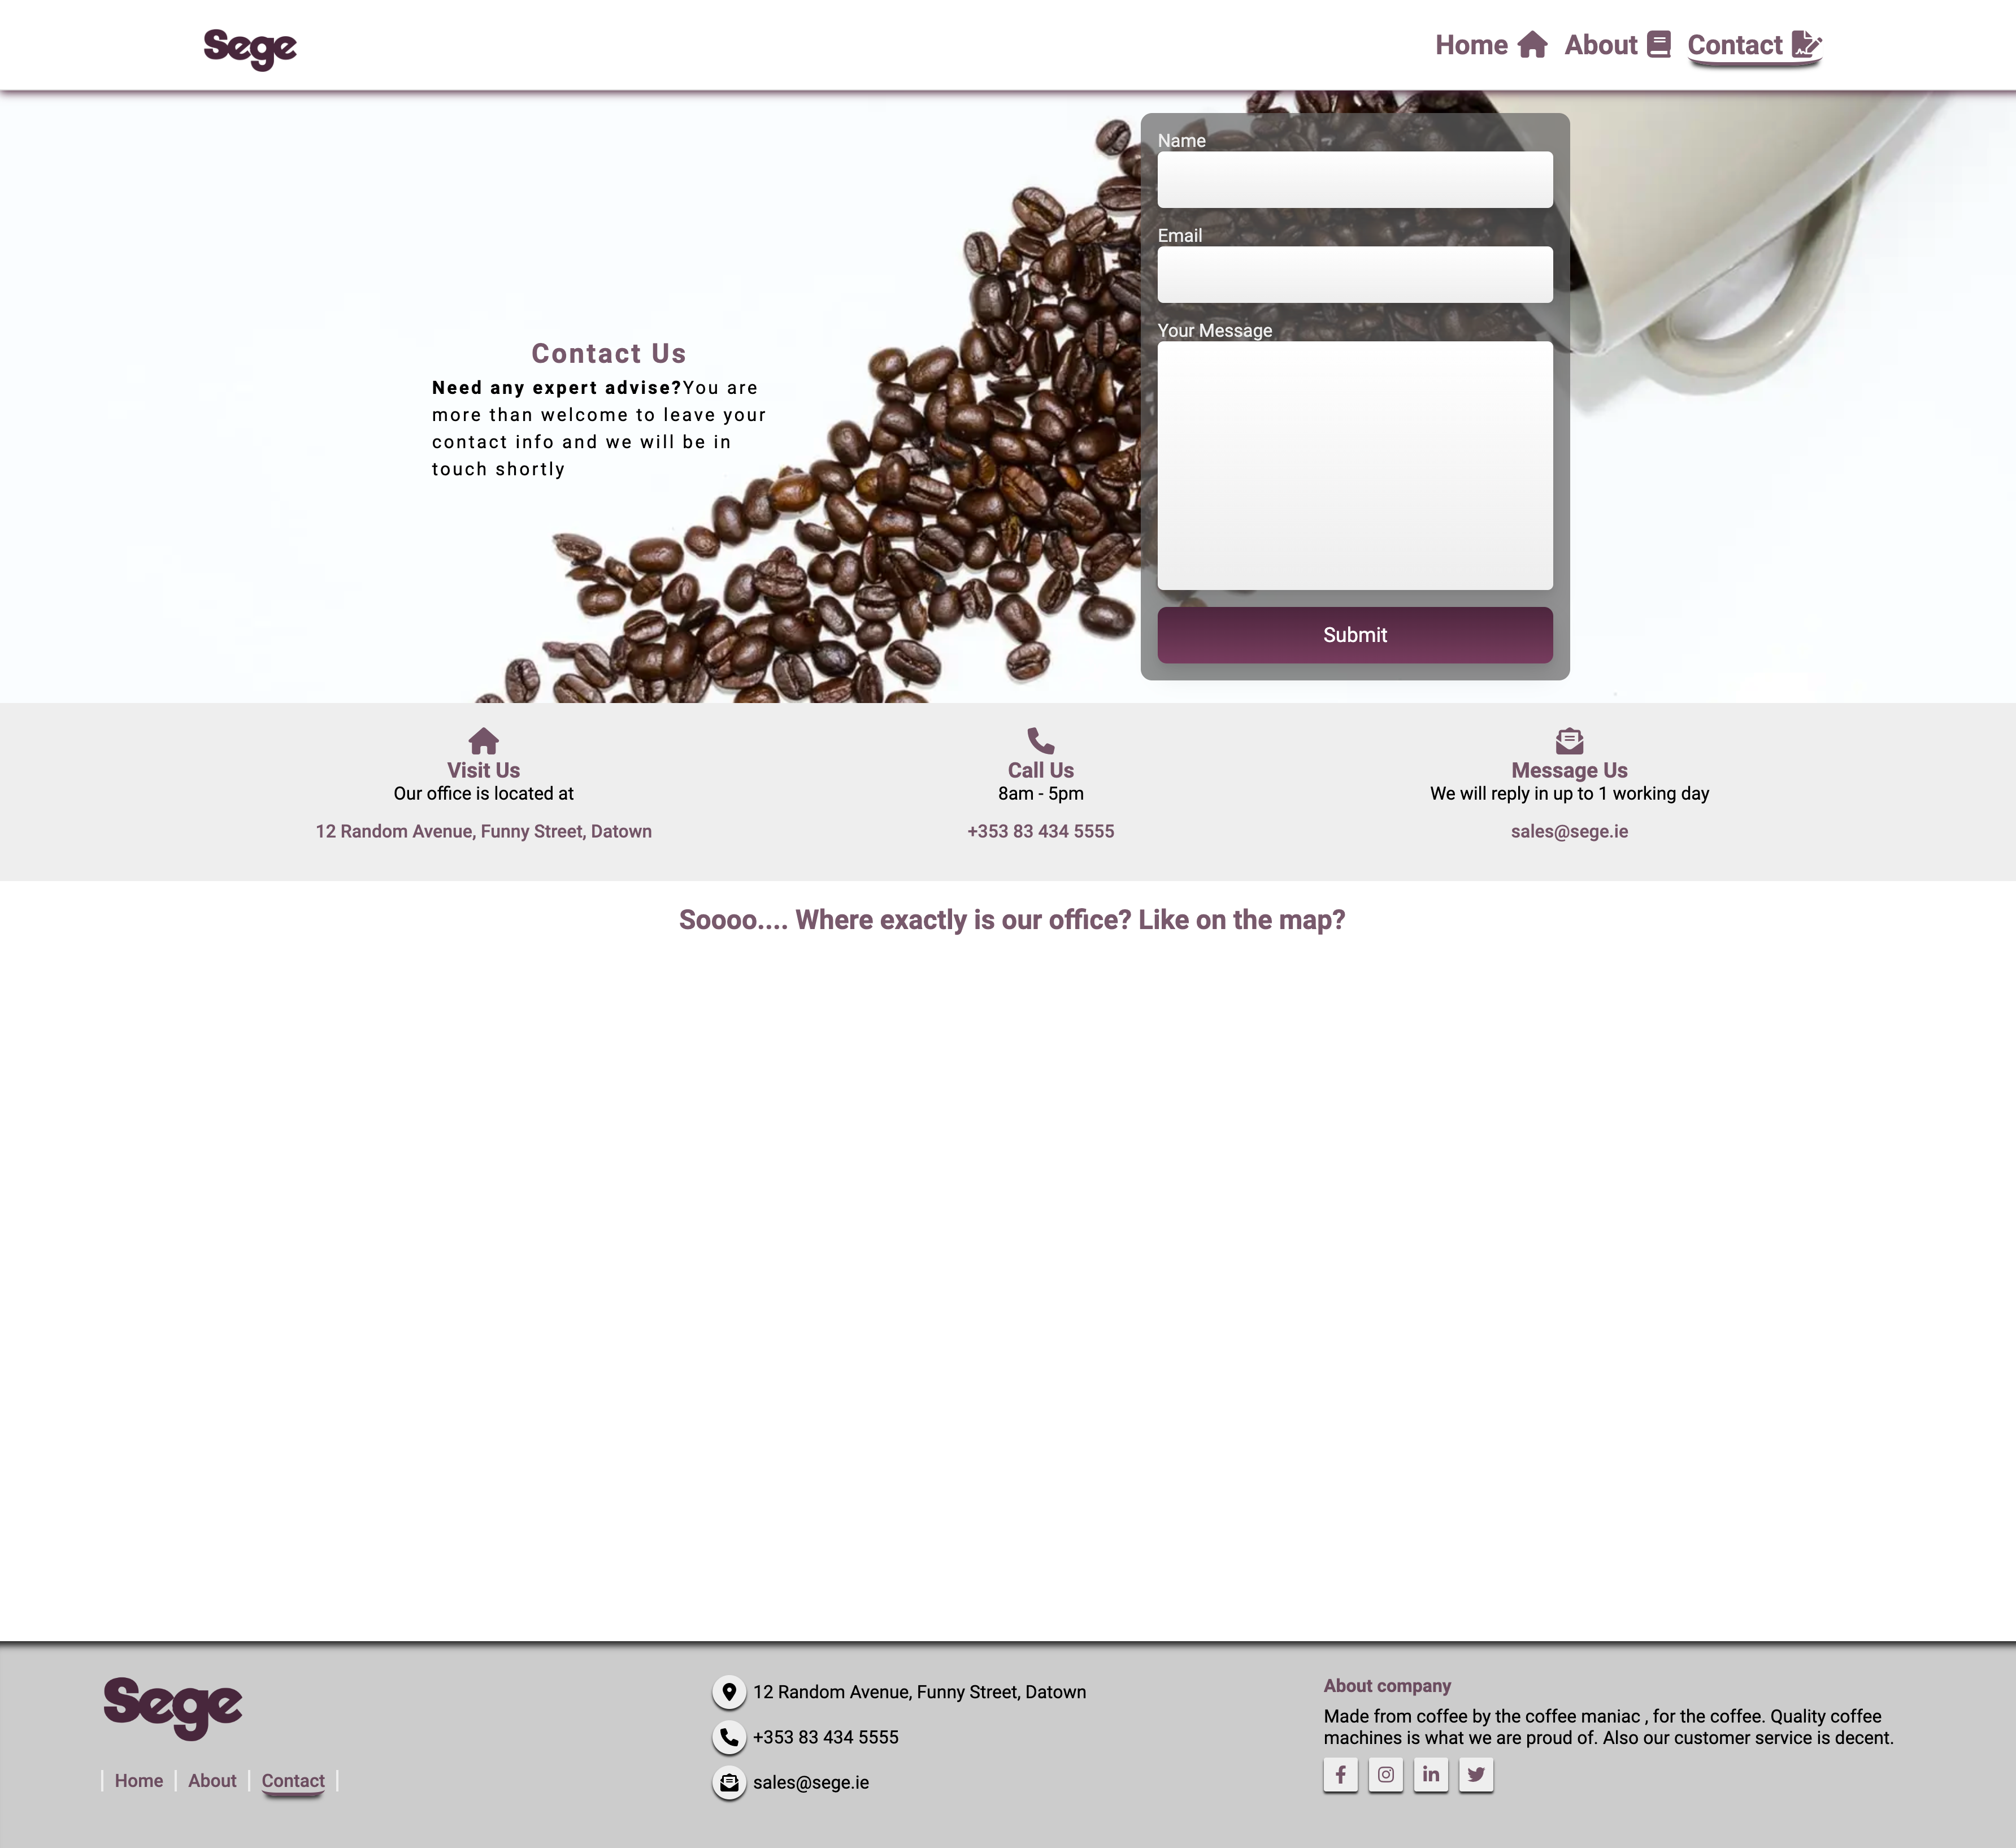 Sege
Home
About
Contact
Name
Email
Your Message
Submit
Contact Us
Need any expert advise?You are
more than welcome to leave your
contact info and we will be in
touch shortly
Visit Us
Our office is located at
12 Random Avenue, Funny Street, Datown
Call Us
8am - 5pm
+353 83 434 5555
Message Us
We will reply in up to 1 working day
sales@sege.ie
Soooo.... Where exactly is our office? Like on the map?
Sege
Home
About
Contact
12 Random Avenue, Funny Street, Datown
+353 83 434 5555
sales@sege.ie
About company
Made from coffee by the coffee maniac , for the coffee. Quality coffee
machines is what we are proud of. Also our customer service is decent.